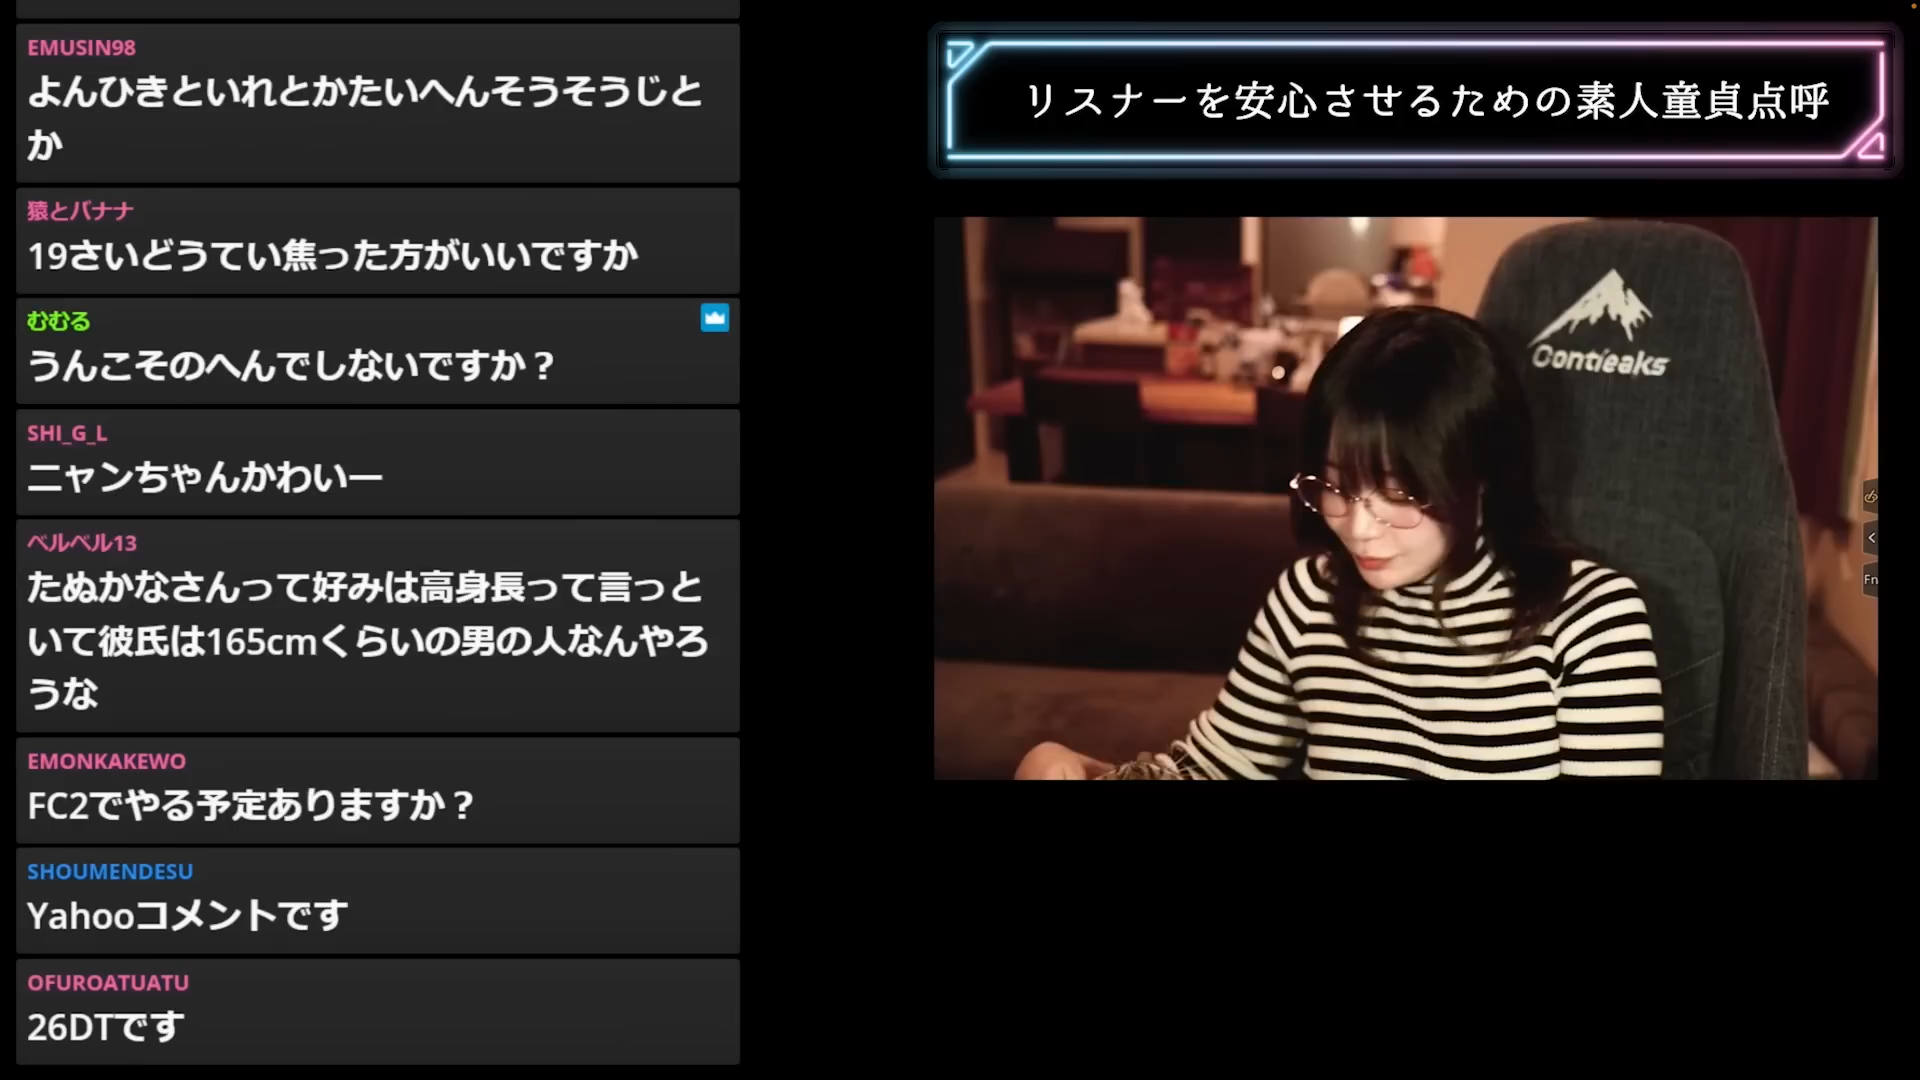 EMUSIN98
よんひきといれとかたいへんそうそうじと
か
猿とバナナ
19さいどうてい焦った方がいいですか
むむる
うんこそのへんでしないですか？
SHI_G_L
ニャンちゃんかわいー
ベルベル13
たぬかなさんって好みは高身長って言っと
いて彼氏は165cmくらいの男の人なんやろ
うな
EMONKAKEWO
FC2でやる予定ありますか？
SHOUMENDESU
Yahooコメントです
OFUROATUATU
26DTです
リスナーを安心させるための素人童貞点呼
Contieaks
<
Fn